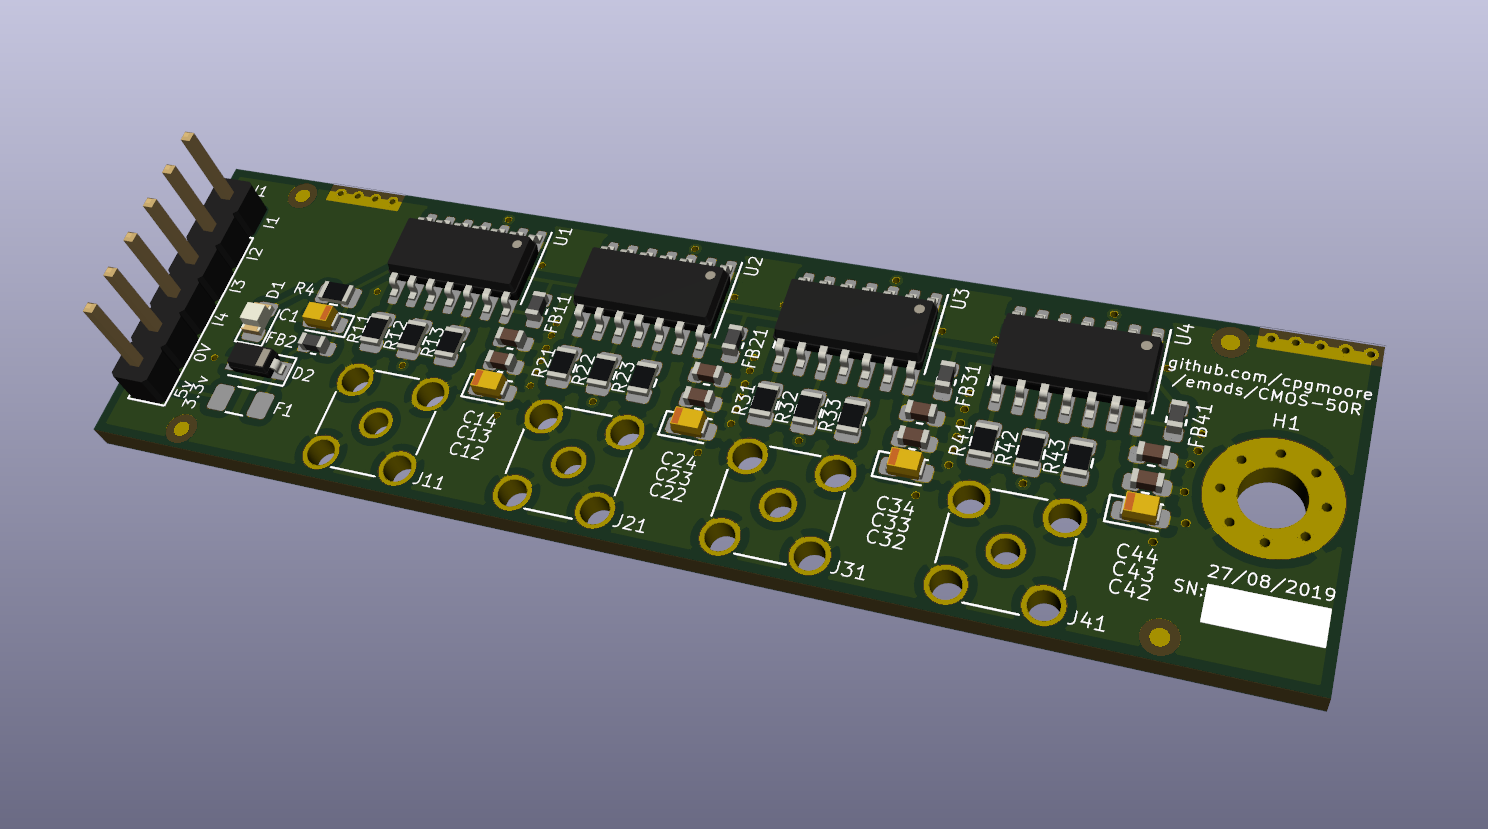 I1
I2
I3
I4
0V
5v
3.3v
D1
R4
C1
FB2
D2
F1
R11
R12
R13
U1
FB11
C14
C13
C12
J11
R21
R22
R23
U2
FB21
C24
C23
C22
J21
R31
R32
R33
U3
FB31
C34
C33
C32
J31
R41
R42
R43
U4
FB41
C44
C43
C42
J41
github.com/cpgmoore
/emods/CMOS-50R
H1
27/08/2019
SN: